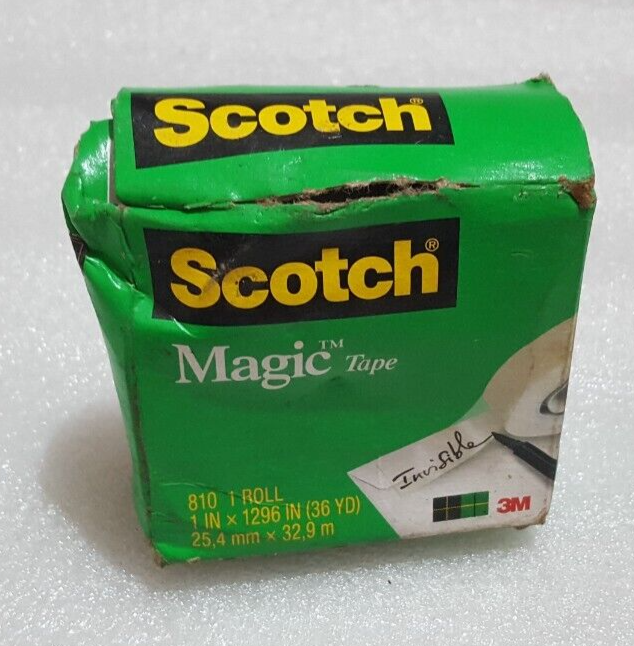 Scotch®
Scotch®
Magic™ Tape
Invisible
810 1 ROLL
1 IN × 1296 IN (36 YD)
25,4 mm × 32,9 m
3M